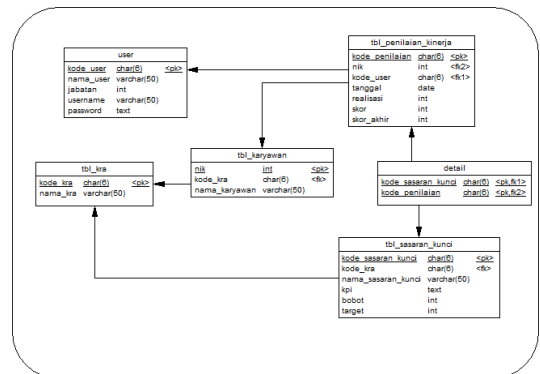 user
kode_user char(6) <pk>
nama_user varchar(50)
jabatan int
username varchar(50)
password text
tbl_penilaian_kinerja
kode_penilaian char(6) <pk>
nik int <fk2>
kode_user char(6) <fk1>
tanggal date
realisasi int
skor int
skor_akhir int
tbl_kra
kode_kra char(6) <pk>
nama_kra varchar(50)
tbl_karyawan
nik int <pk>
kode_kra char(6) <fk>
nama_karyawan varchar(50)
detail
kode_sasaran_kunci char(6) <pk,fk1>
kode_penilaian char(6) <pk,fk2>
tbl_sasaran_kunci
kode_sasaran_kunci char(6) <pk>
kode_kra char(6) <fk>
nama_sasaran_kunci varchar(50)
kpi text
bobot int
target int